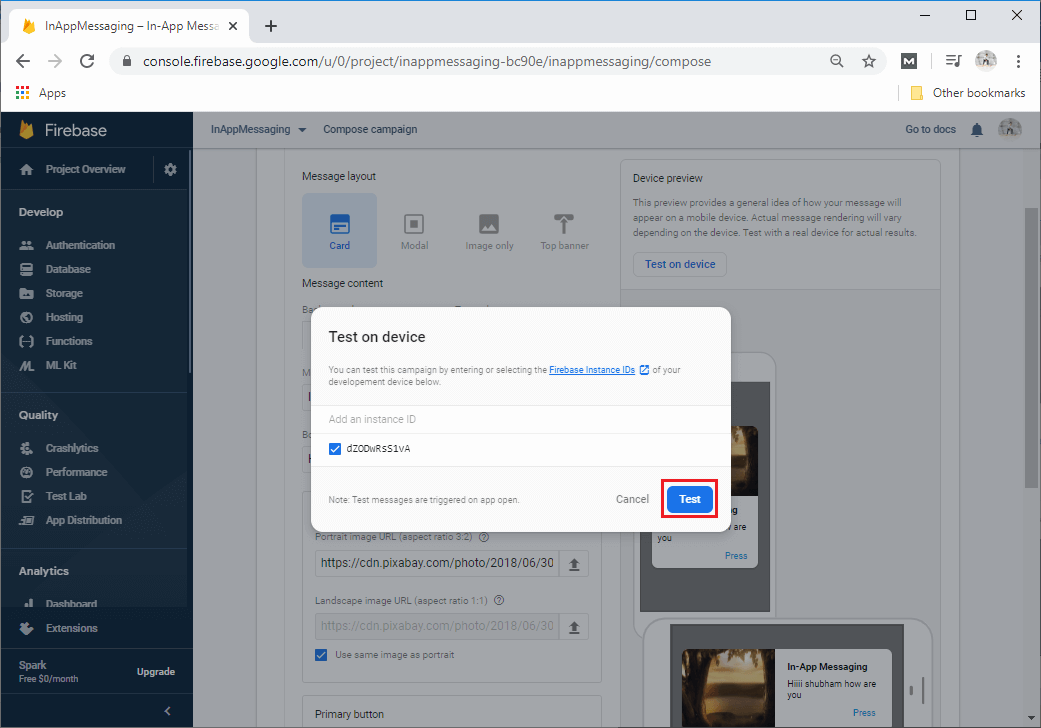 InAppMessaging – In-App Messa
console.firebase.google.com/u/0/project/inappmessaging-bc90e/inappmessaging/compose
M
Apps
Other bookmarks
Firebase
InAppMessaging
Compose campaign
Go to docs
Project Overview
Develop
Authentication
Database
Storage
Hosting
Functions
ML Kit
Quality
Crashlytics
Performance
Test Lab
App Distribution
Analytics
Dashboard
Extensions
Spark
Free $0/month
Upgrade
Message layout
Card
Modal
Image only
Top banner
Message content
Device preview
This preview provides a general idea of how your message will
appear on a mobile device. Actual message rendering will vary
depending on the device. Test with a real device for actual results.
Test on device
Test on device
You can test this campaign by entering or selecting the Firebase Instance IDs of your
developement device below.
Add an instance ID
dZODwRsS1vA
Note: Test messages are triggered on app open.
Cancel
Test
Portrait image URL (aspect ratio 3:2)
https://cdn.pixabay.com/photo/2018/06/30
Landscape image URL (aspect ratio 1:1)
https://cdn.pixabay.com/photo/2018/06/30
Use same image as portrait
Primary button
are
you
Press
In-App Messaging
Hiiii shubham how are
you
Press